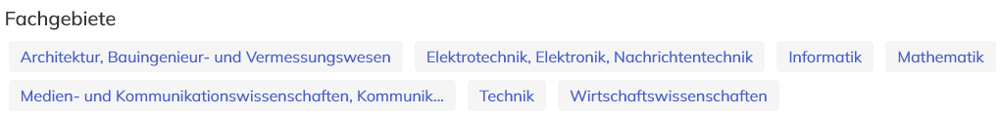 Fachgebiete
Architektur, Bauingenieur- und Vermessungswesen Elektrotechnik, Elektronik, Nachrichtentechnik Informatik Mathematik
Medien- und Kommunikationswissenschaften, Kommunik... Technik Wirtschaftswissenschaften